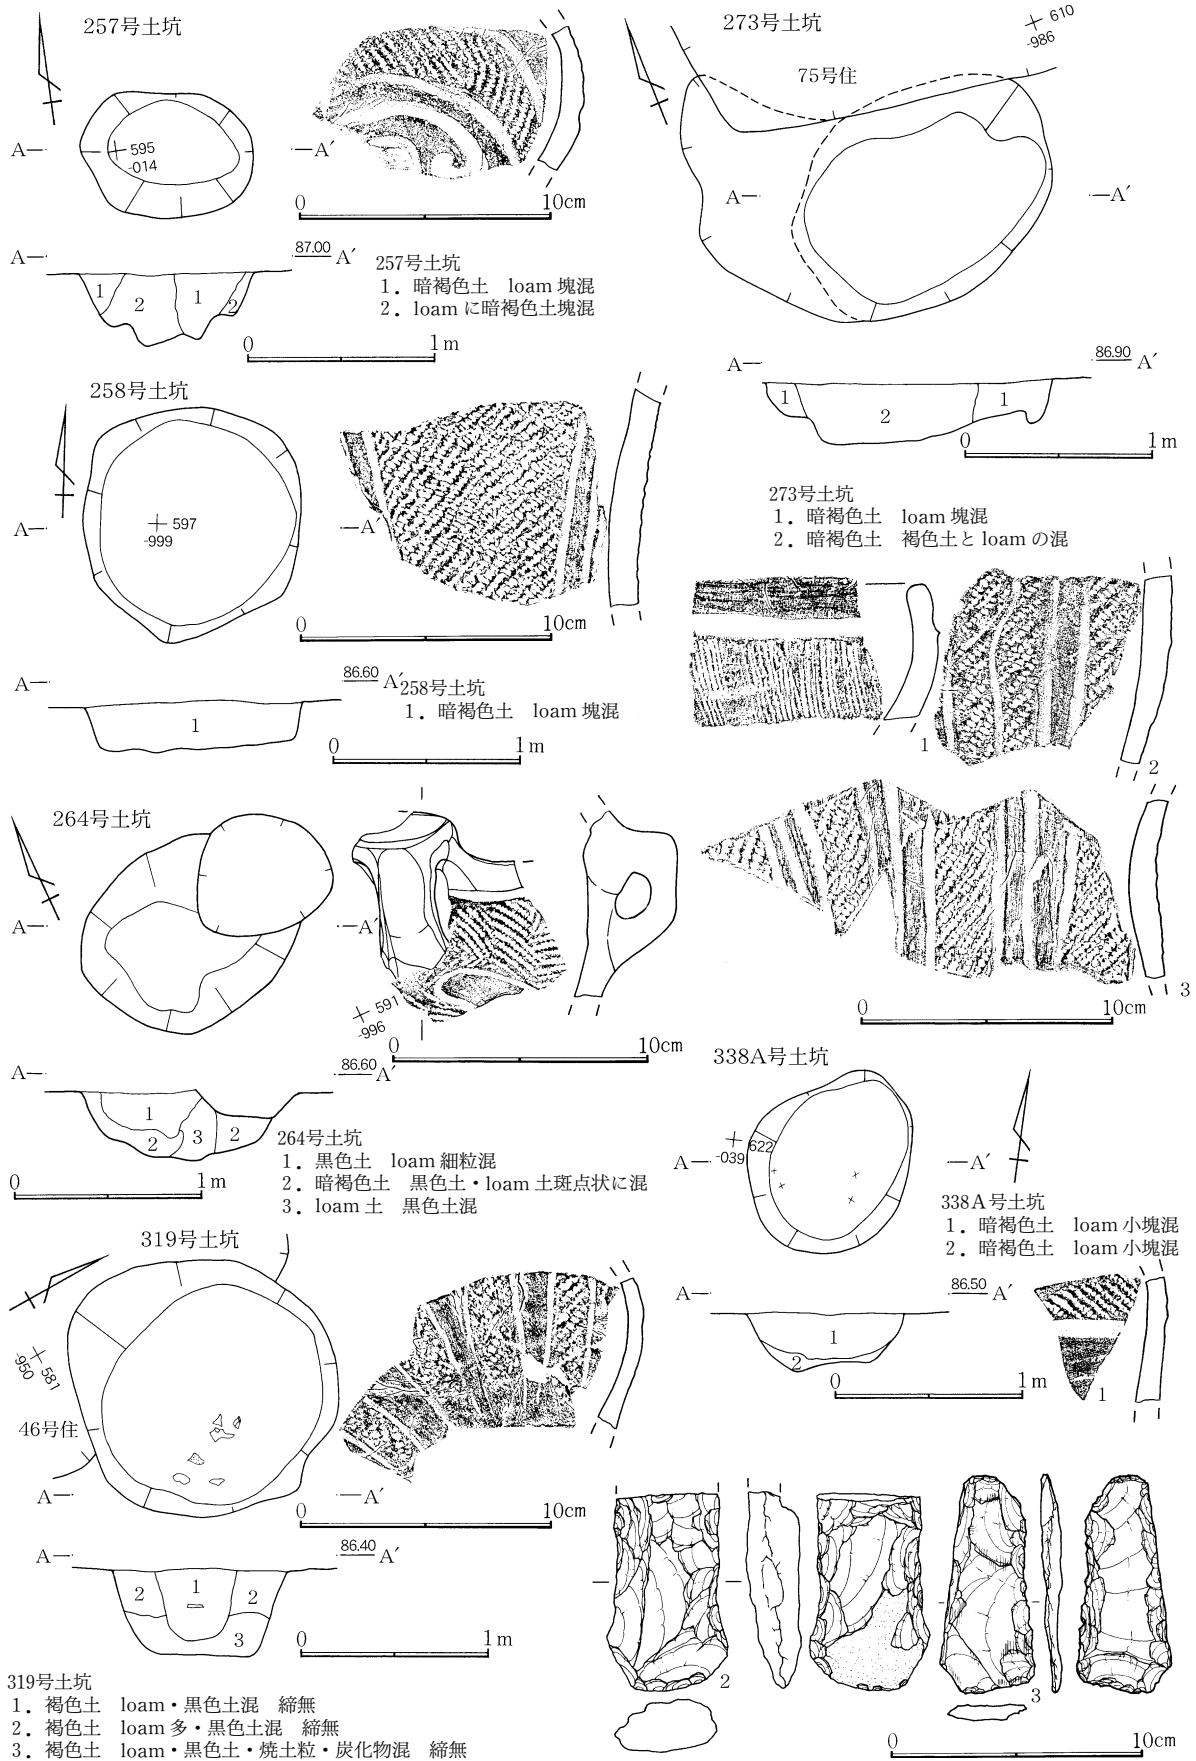 257号土坑
A A′
595
-014
0 10cm
A 87.00 A′
1 2 1 2
257号土坑
1．暗褐色土　loam 塊混
2．loam に暗褐色土塊混
0 1m
258号土坑
A A′
597
-999
0 10cm
A 86.60 A′
1
258号土坑
1．暗褐色土　loam 塊混
0 1m
264号土坑
A A′
591
-996
0 10cm
A 86.60 A′
1 2 3 2
0 1m
264号土坑
1．黒色土　loam 細粒混
2．暗褐色土　黒色土・loam 土斑点状に混
3．loam 土　黒色土混
319号土坑
581
-950
46号住
A A′
0 10cm
A 86.40 A′
2 1 2
3
0 1m
319号土坑
1．褐色土　loam・黒色土混　締無
2．褐色土　loam 多・黒色土混　締無
3．褐色土　loam・黒色土・焼土粒・炭化物混　締無
273号土坑
610
-986
75号住
A A′
A 86.90 A′
1 2 1
0 1m
273号土坑
1．暗褐色土　loam 塊混
2．暗褐色土　褐色土と loam の混
1
2
3
0 10cm
338A号土坑
622
-039
A A′
338A号土坑
1．暗褐色土　loam 小塊混
2．暗褐色土　loam 小塊混
A 86.50 A′
1
2
0 1m
1
2
3
0 10cm